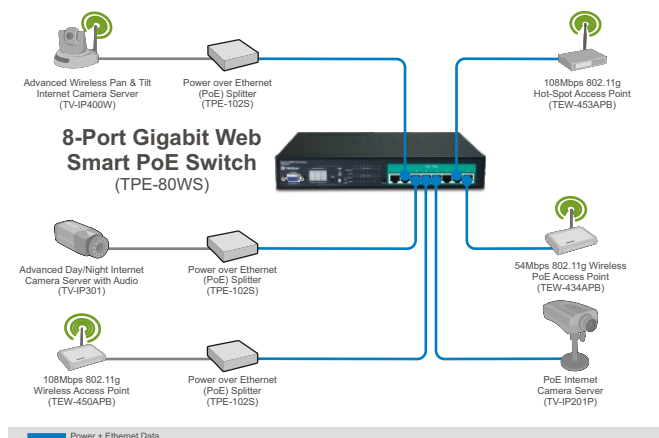 Advanced Wireless Pan & Tilt
Internet Camera Server
(TV-IP400W)
Power over Ethernet
(PoE) Splitter
(TPE-102S)
108Mbps 802.11g
Hot-Spot Access Point
(TEW-453APB)
8-Port Gigabit Web
Smart PoE Switch
(TPE-80WS)
Advanced Day/Night Internet
Camera Server with Audio
(TV-IP301)
Power over Ethernet
(PoE) Splitter
(TPE-102S)
54Mbps 802.11g Wireless
PoE Access Point
(TEW-434APB)
108Mbps 802.11g
Wireless Access Point
(TEW-450APB)
Power over Ethernet
(PoE) Splitter
(TPE-102S)
PoE Internet
Camera Server
(TV-IP201P)
Power + Ethernet Data